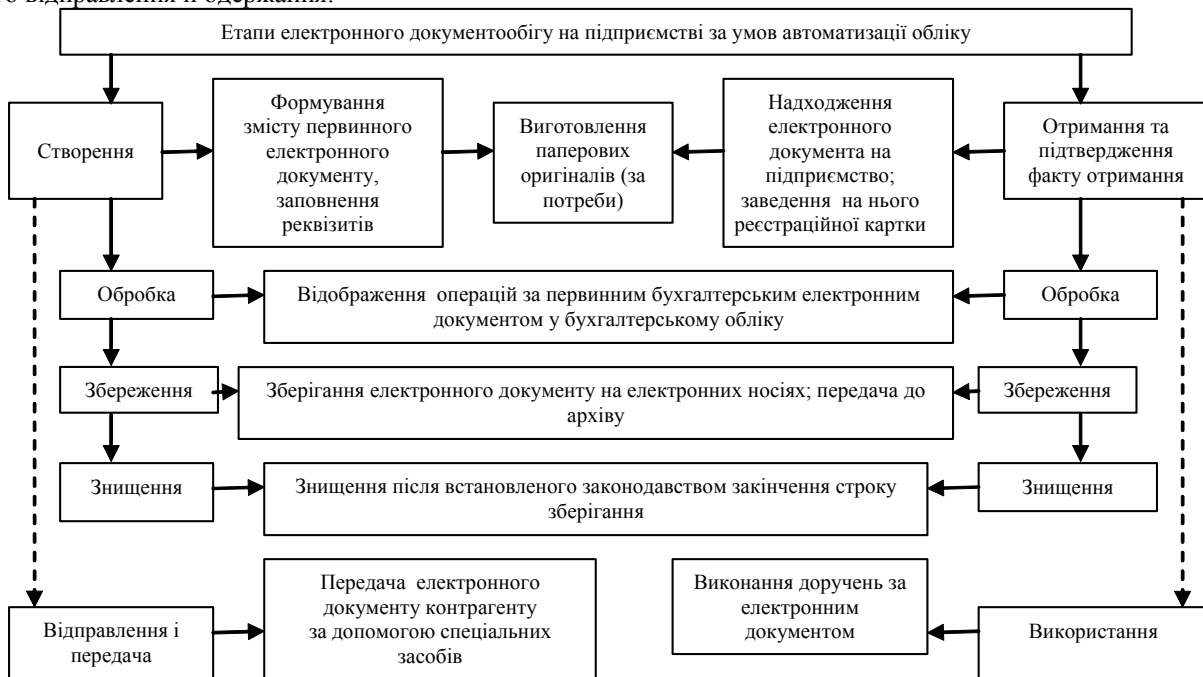 го відправлення й одержання.
Етапи електронного документообігу на підприємстві за умов автоматизації обліку
Створення
Формування
змісту первинного
електронного
документу,
заповнення
реквізитів
Виготовлення
паперових
оригіналів (за
потреби)
Надходження
електронного
документа на
підприємство;
заведення на нього
реєстраційної картки
Отримання та
підтвердження
факту отримання
Обробка
Відображення операцій за первинним бухгалтерським електронним
документом у бухгалтерському обліку
Обробка
Збереження
Зберігання електронного документу на електронних носіях; передача до
архіву
Збереження
Знищення
Знищення після встановленого законодавством закінчення строку
зберігання
Знищення
Відправлення і
передача
Передача електронного
документу контрагенту
за допомогою спеціальних
засобів
Виконання доручень за
електронним
документом
Використання